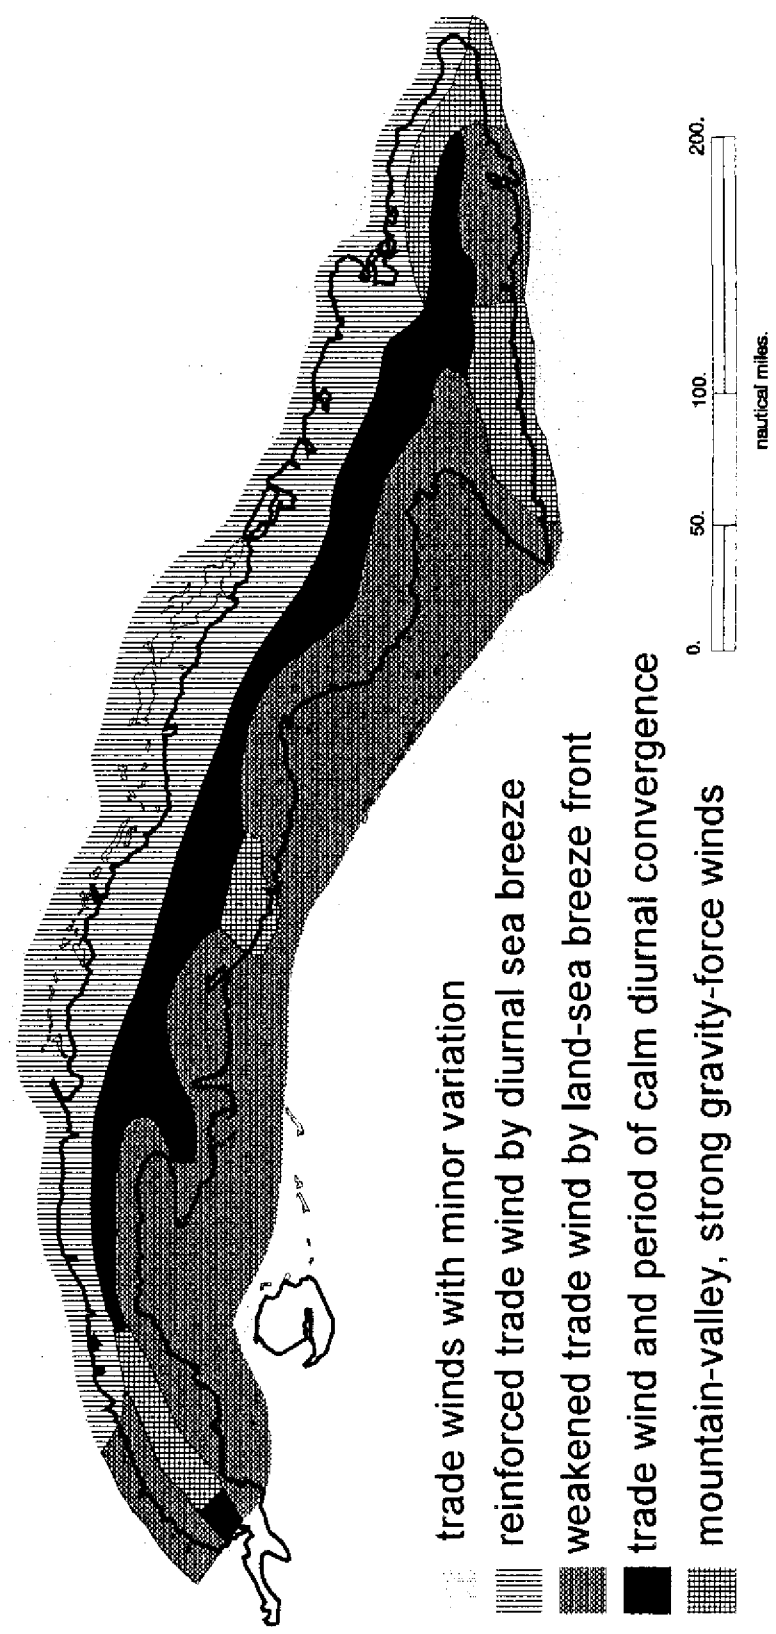 trade winds with minor variation
reinforced trade wind by diurnal sea breeze
weakened trade wind by land-sea breeze front
trade wind and period of calm diurnal convergence
mountain-valley, strong gravity-force winds
0. 50. 100. 200.
nautical miles.